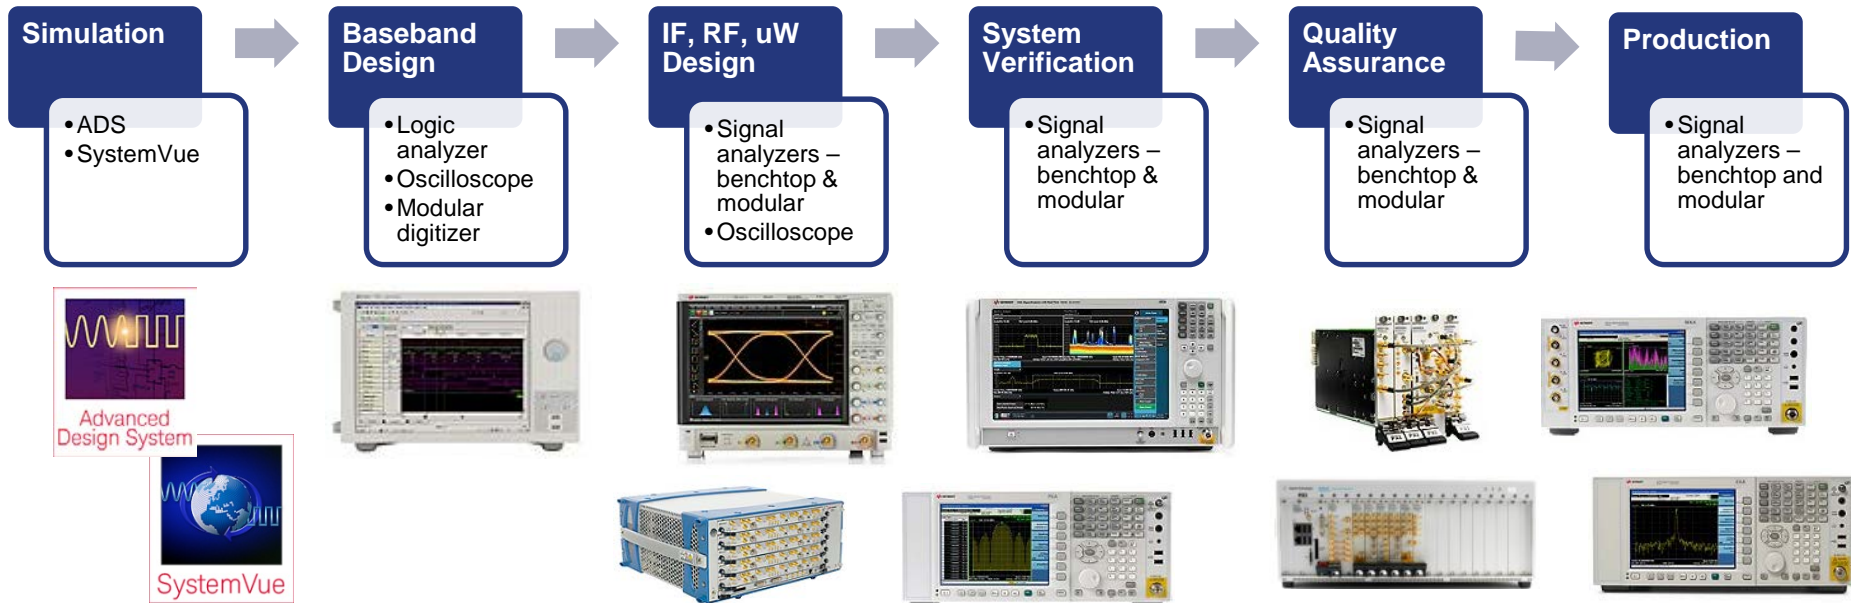 Simulation
• ADS
• SystemVue
Baseband
Design
• Logic
analyzer
• Oscilloscope
• Modular
digitizer
IF, RF, uW
Design
• Signal
analyzers –
benchtop &
modular
• Oscilloscope
System
Verification
• Signal
analyzers –
benchtop &
modular
Quality
Assurance
• Signal
analyzers –
benchtop &
modular
Production
• Signal
analyzers –
benchtop and
modular
Advanced
Design System
SystemVue